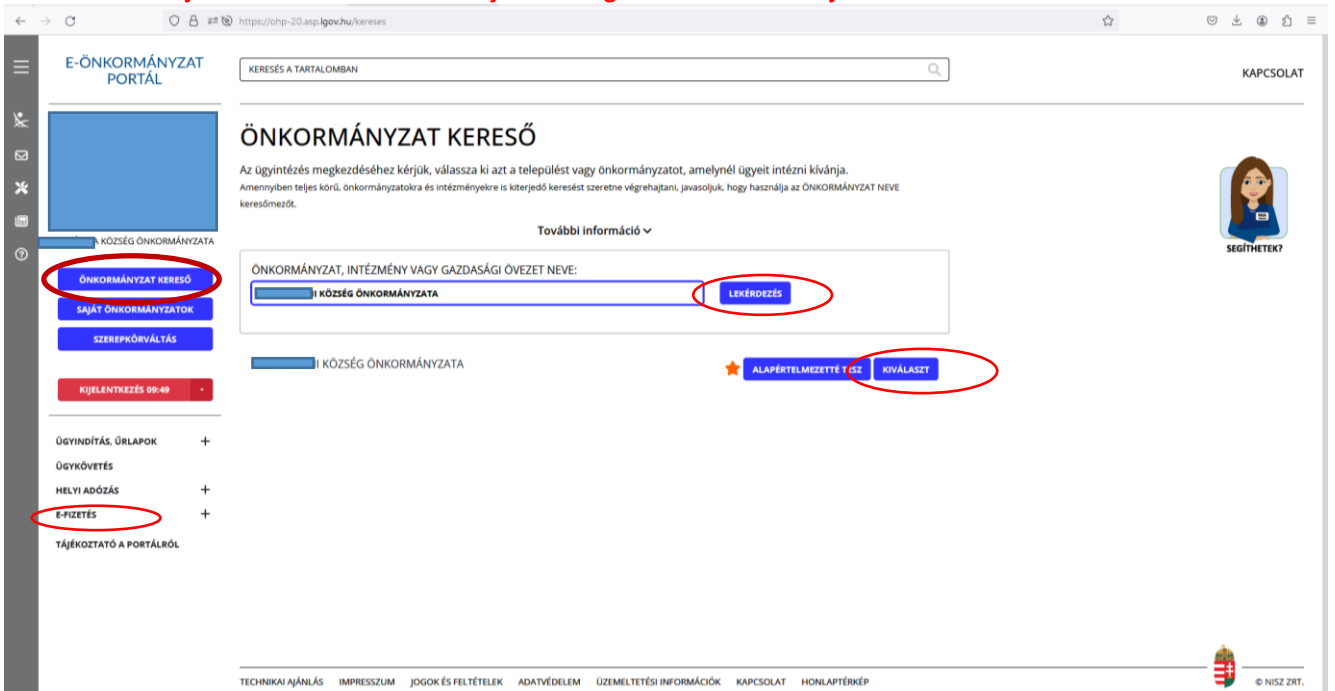 https://ohp-20.asp.lgov.hu/kereses
E-ÖNKORMÁNYZAT
PORTÁL
KERESÉS A TARTALOMBAN
KAPCSOLAT
ÖNKORMÁNYZAT KERESŐ
Az ügyintézés megkezdéséhez kérjük, válassza ki azt a települést vagy önkormányzatot, amelynél ügyeit intézni kívánja.
Amennyiben teljes körű, önkormányzatokra és intézményekre is kiterjedő keresést szeretne végrehajtani, javasoljuk, hogy használja az ÖNKORMÁNYZAT NEVE
keresőmezőt.
További információ
SEGÍTHETEK?
A KÖZSÉG ÖNKORMÁNYZATA
ÖNKORMÁNYZAT KERESŐ
SAJÁT ÖNKORMÁNYZATOK
SZEREPKÖRVÁLTÁS
KIJELENTKEZÉS 09:49
ÖNKORMÁNYZAT, INTÉZMÉNY VAGY GAZDASÁGI ÖVEZET NEVE:
I KÖZSÉG ÖNKORMÁNYZATA
LEKÉRDEZÉS
I KÖZSÉG ÖNKORMÁNYZATA
ALAPÉRTELMEZETTÉ TESZ
KIVÁLASZT
ÜGYINDÍTÁS, ŰRLAPOK +
ÜGYKÖVETÉS
HELYI ADÓZÁS +
E-FIZETÉS +
TÁJÉKOZTATÓ A PORTÁLRÓL
TECHNIKAI AJÁNLÁS IMPRESSZUM JOGOK ÉS FELTÉTELEK ADATVÉDELEM ÜZEMELTETÉSI INFORMÁCIÓK KAPCSOLAT HONLAPTÉRKÉP
© NISZ ZRT.